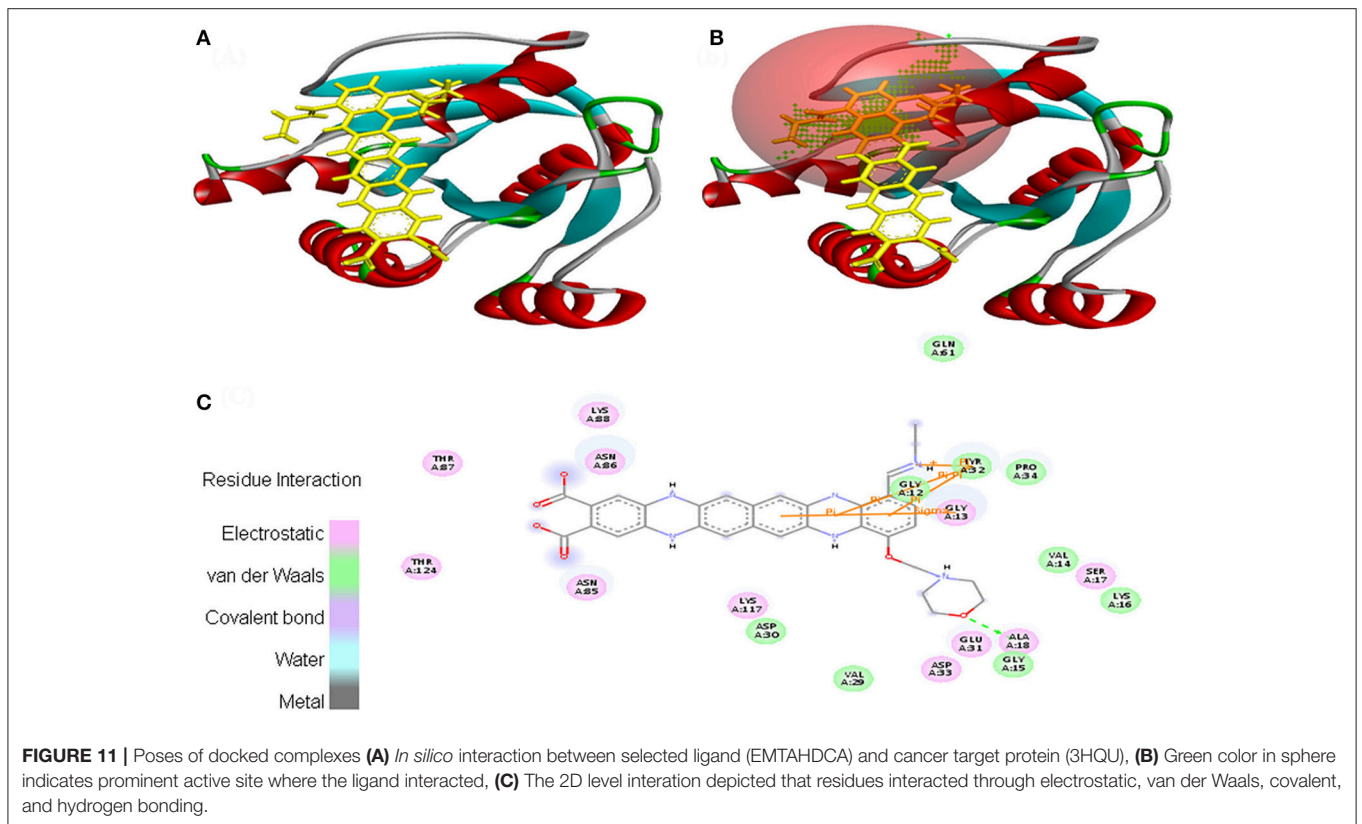 A
B
GLN
A:61
C
LYS
A:88
THR
A:87
ASN
A:86
TYR
A:32
PRO
A:34
GLY
A:12
GLY
A:13
Residue Interaction
Electrostatic
van der Waals
Covalent bond
Water
Metal
THR
A:124
ASN
A:85
VAL
A:14
SER
A:17
LYS
A:16
LYS
A:117
ASP
A:30
GLU
A:31
ALA
A:18
GLY
A:15
ASP
A:33
VAL
A:29
O
O
O
O
H
N
N
H
N
N
H
N
H
+
Pi
Pi
Pi
Pi
Sigma
O
H
N
O
FIGURE 11 | Poses of docked complexes (A) In silico interaction between selected ligand (EMTAHDCA) and cancer target protein (3HQU), (B) Green color in sphere
indicates prominent active site where the ligand interacted, (C) The 2D level interation depicted that residues interacted through electrostatic, van der Waals, covalent,
and hydrogen bonding.